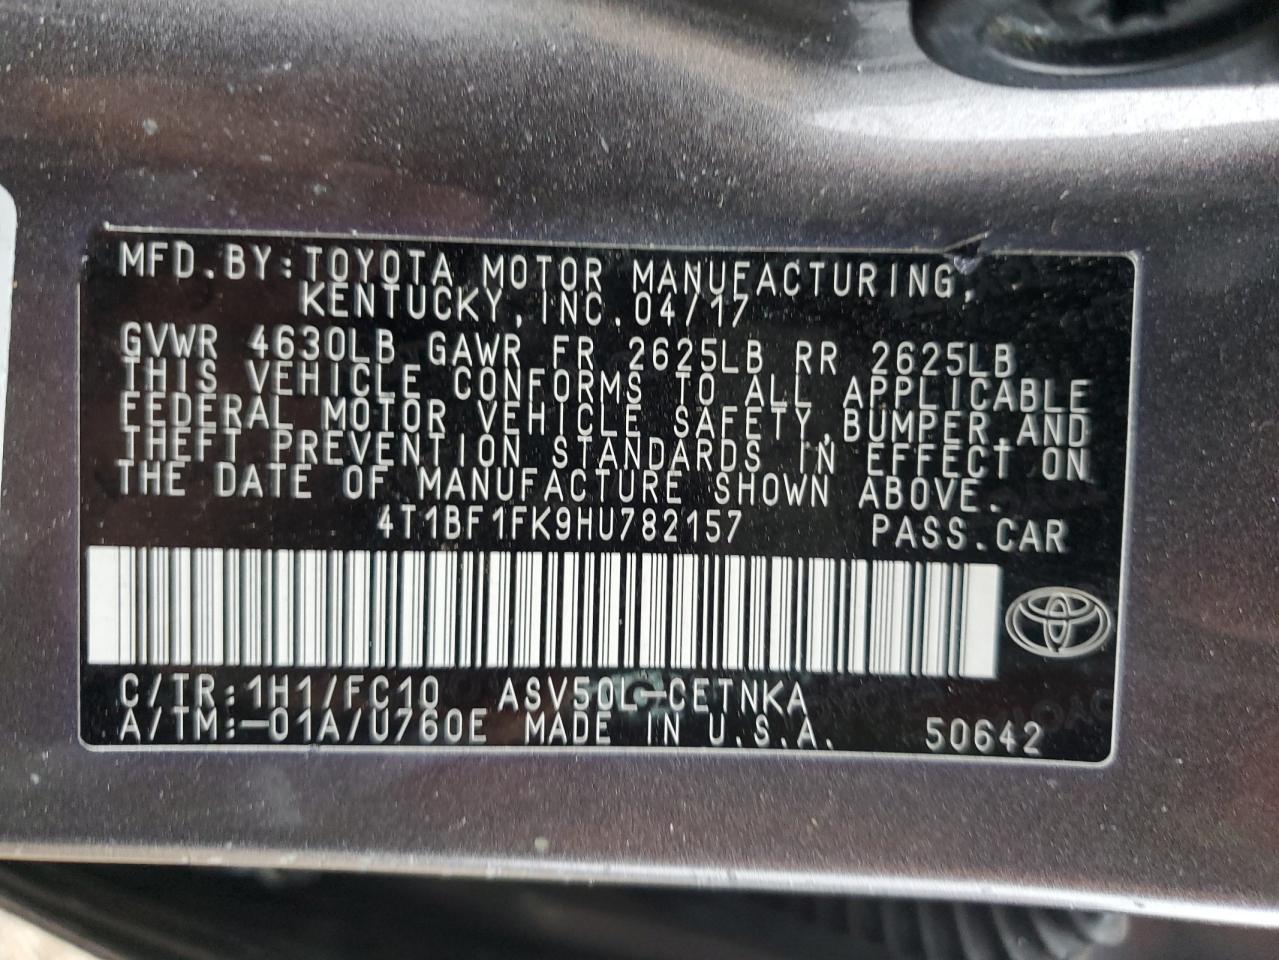 MFD.BY:TOYOTA MOTOR MANUFACTURING,
KENTUCKY,INC.04/17
GVWR 4630LB GAWR FR 2625LB RR 2625LB
THIS VEHICLE CONFORMS TO ALL APPLICABLE
FEDERAL MOTOR VEHICLE SAFETY,BUMPER,AND
THEFT PREVENTION STANDARDS IN EFFECT ON
THE DATE OF MANUFACTURE SHOWN ABOVE.
4T1BF1FK9HU782157 PASS.CAR
C/TR:1H1/FC10 ASV50L-CETNKA
A/TM:-01A/U760E MADE IN U.S.A. 50642